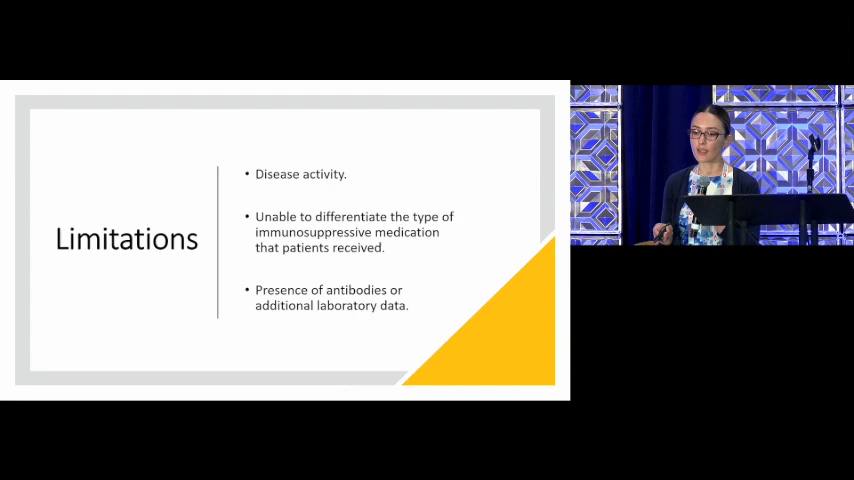 Limitations
• Disease activity.
• Unable to differentiate the type of
immunosuppressive medication
that patients received.
• Presence of antibodies or
additional laboratory data.